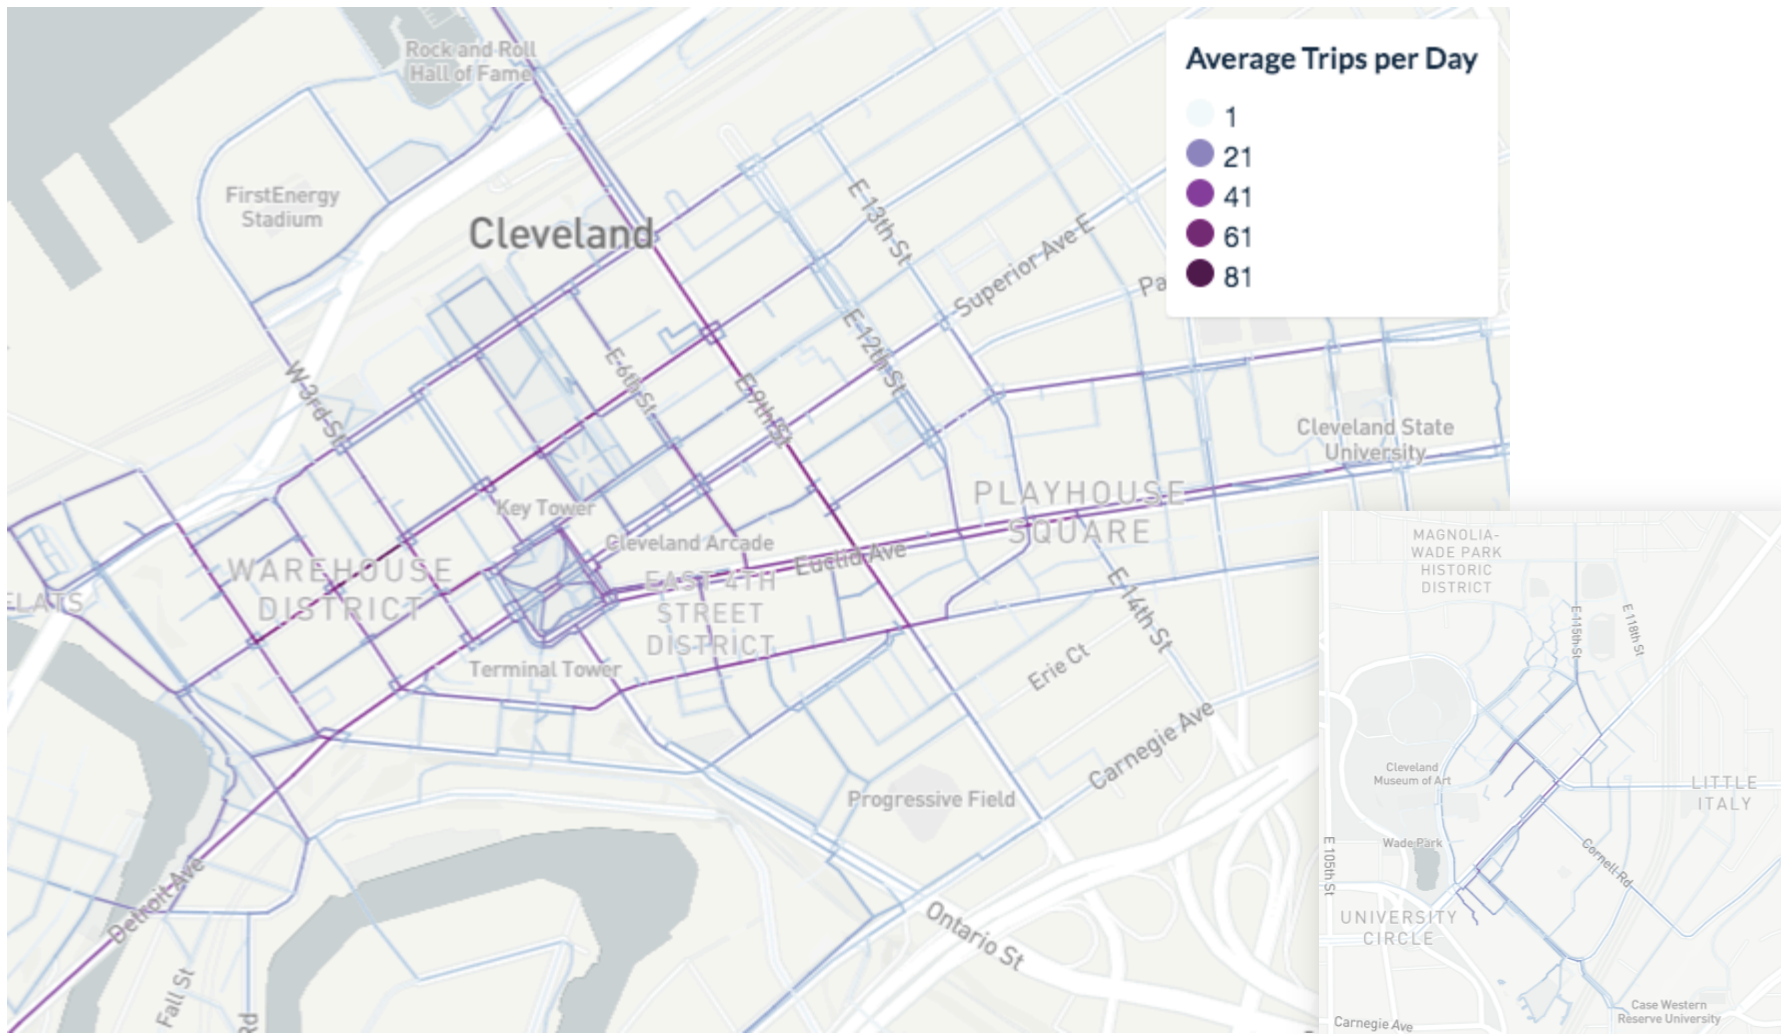 Rock and Roll
Hall of Fame
Average Trips per Day
1
21
41
61
81
FirstEnergy
Stadium
Cleveland
E 13th St
Superior Ave E
Pa
W 3rd St
E 6th St
E 9th St
E 12th St
Cleveland State
University
Key Tower
PLAYHOUSE
SQUARE
Cleveland Arcade
Euclid Ave
WAREHOUSE
DISTRICT
FLATS
EAST 4TH
STREET
DISTRICT
Terminal Tower
E 14th St
Erie Ct
Carnegie Ave
Progressive Field
Detroit Ave
Ontario St
Fall St
Rd
MAGNOLIA-
WADE PARK
HISTORIC
DISTRICT
E 115th St
E 118th St
Cleveland
Museum of Art
LITTLE
ITALY
Wade Park
E 105th St
Cornell Rd
UNIVERSITY
CIRCLE
Case Western
Reserve University
Carnegie Ave